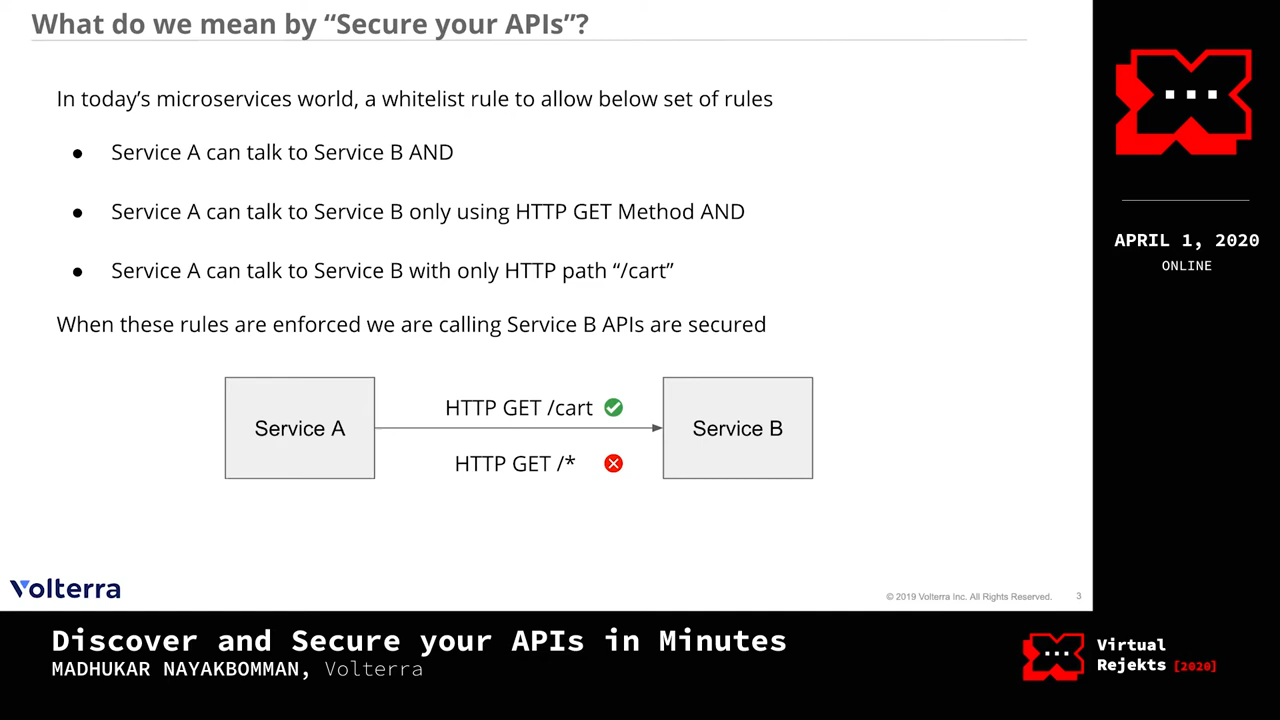 What do we mean by “Secure your APIs”?
In today’s microservices world, a whitelist rule to allow below set of rules
● Service A can talk to Service B AND
● Service A can talk to Service B only using HTTP GET Method AND
● Service A can talk to Service B with only HTTP path “/cart”
When these rules are enforced we are calling Service B APIs are secured
Service A
HTTP GET /cart
HTTP GET /*
Service B
Volterra
© 2019 Volterra Inc. All Rights Reserved.
3
APRIL 1, 2020
ONLINE
Discover and Secure your APIs in Minutes
MADHUKAR NAYAKBOMMAN, Volterra
Virtual
Rejekts [2020]